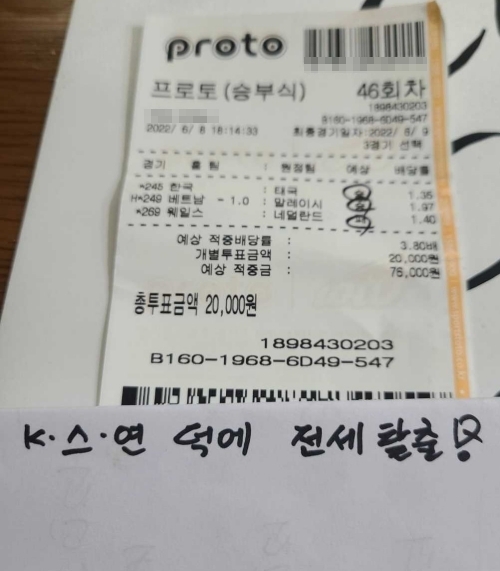 proto
프로토 (승부식) 46회차
1898430203
B160-1968-6D49-547
2022/ 6/ 8 16:14:33 최종경기일자:2022/ 6/ 9
3경기 선택
경기 홈팀 : 원정팀 예상 배당률
*245 한국 : 태국 1.35
H*249 베트남 - 1.0 : 말레이시 1.97
*269 웨일스 : 네덜란드 1.40
예상 적중배당률 : 3.80배
개별투표금액 : 20,000원
예상 적중금 : 76,000원
총투표금액 20,000원
1898430203
B160-1968-6D49-547
K·스·연 덕에 전세 탈출!